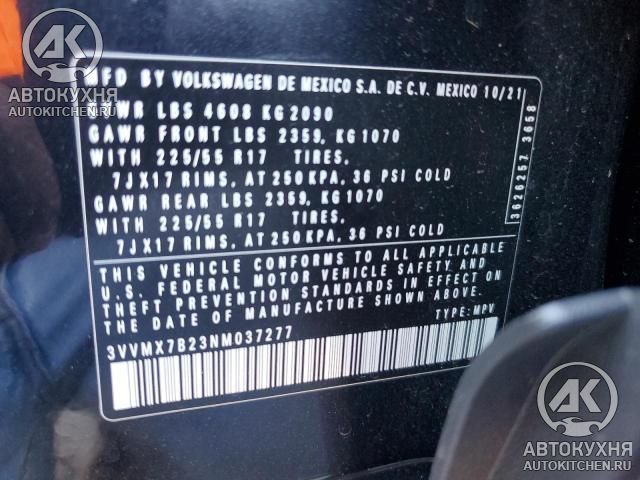 MFD BY VOLKSWAGEN DE MEXICO S.A. DE C.V. MEXICO 10/21
LBS 4608 KG 2090
GAWR FRONT LBS 2359, KG 1070
WITH 225/55 R17 TIRES,
7JX17 RIMS, AT 250 KPA, 36 PSI COLD
GAWR REAR LBS 2359, KG 1070
WITH 225/55 R17 TIRES,
7JX17 RIMS, AT 250 KPA, 36 PSI COLD
THIS VEHICLE CONFORMS TO ALL APPLICABLE
U.S. FEDERAL MOTOR VEHICLE SAFETY AND
THEFT PREVENTION STANDARDS IN EFFECT ON
THE DATE OF MANUFACTURE SHOWN ABOVE.
TYPE: MPV
3VVMX7B23NM037277
3626257 3658
АК
АВТОКУХНЯ
AUTOKITCHEN.RU
АК
АВТОКУХНЯ
AUTOKITCHEN.RU